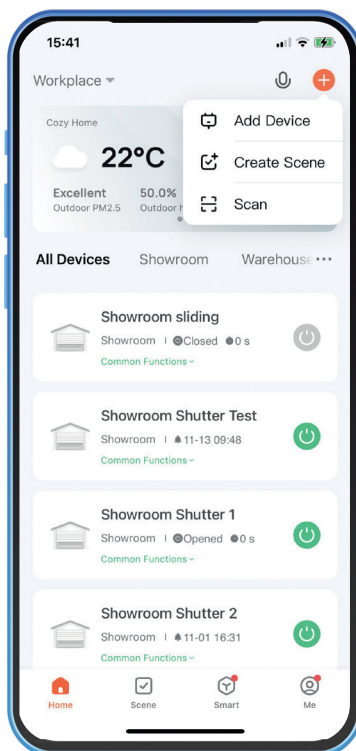 15:41
Workplace
Add Device
Create Scene
Scan
Cozy Home
22°C
Excellent
50.0%
Outdoor PM2.5
Outdoor
All Devices
Showroom
Warehouse
Showroom sliding
Showroom | Closed 0 s
Common Functions
Showroom Shutter Test
Showroom | 11-13 09:48
Common Functions
Showroom Shutter 1
Showroom | Opened 0 s
Common Functions
Showroom Shutter 2
Showroom | 11-01 16:31
Common Functions
Home
Scene
Smart
Me